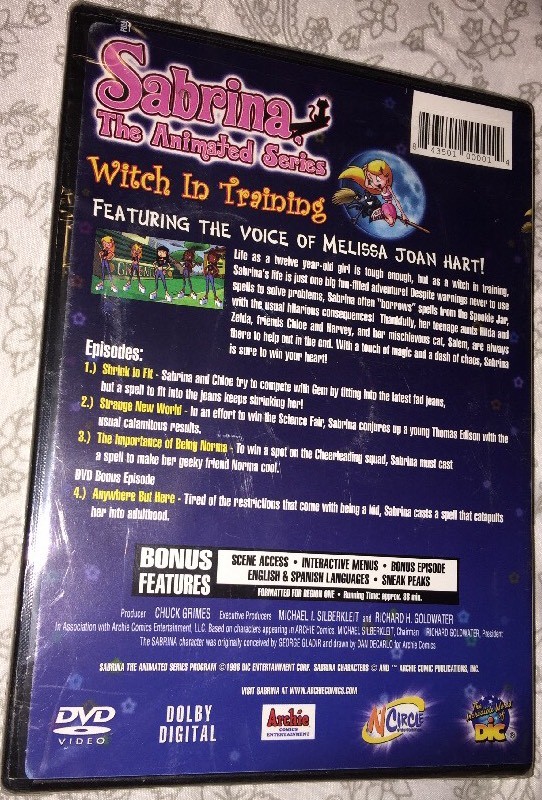 Sabrina
The Animated Series
Witch In Training
8 43501 00001 4
FEATURING THE VOICE OF MELISSA JOAN HART!
Life as a twelve year-old girl is tough enough, but as a witch in training,
Sabrina's life is just one big fun-filled adventure! Despite warnings never to use
spells to solve problems, Sabrina often "borrows" spells from the Spookie Jar,
with the usual hilarious consequences! Thankfully, her teenage aunts Hilda and
Zelda, friends Chloe and Harvey, and her mischievous cat, Salem, are always
there to help out in the end. With a touch of magic and a dash of chaos, Sabrina
is sure to win your heart!
Episodes:
1.) Shrink to Fit - Sabrina and Chloe try to compete with Gem by fitting into the latest fad jeans,
but a spell to fit into the jeans keeps shrinking her!
2.) Strange New World - In an effort to win the Science Fair, Sabrina conjures up a young Thomas Edison with the
usual calamitous results.
3.) The Importance of Being Norma - To win a spot on the Cheerleading squad, Sabrina must cast
a spell to make her geeky friend Norma cool.
DVD Bonus Episode
4.) Anywhere But Here - Tired of the restrictions that come with being a kid, Sabrina casts a spell that catapults
her into adulthood.
BONUS FEATURES
SCENE ACCESS • INTERACTIVE MENUS • BONUS EPISODE
ENGLISH & SPANISH LANGUAGES • SNEAK PEAKS
FORMATTED FOR REGION ONE • Running Time: approx. 88 min.
Producer CHUCK GRIMES Executive Producers MICHAEL I. SILBERKLEIT and RICHARD H. GOLDWATER
In Association with Archie Comics Entertainment, LLC. Based on characters appearing in ARCHIE Comics. MICHAEL SILBERKLEIT, Chairman RICHARD GOLDWATER, President
The SABRINA character was originally conceived by GEORGE GLADIR and drawn by DAN DECARLO for Archie Comics
SABRINA THE ANIMATED SERIES PROGRAM © 1999 DIC ENTERTAINMENT CORP. SABRINA CHARACTERS © AND ™ ARCHIE COMIC PUBLICATIONS, INC.
VISIT SABRINA AT WWW.ARCHIECOMICS.COM
DVD
VIDEO
DOLBY
DIGITAL
Archie
COMICS
ENTERTAINMENT
NCIRCLE
The Incredible World of
DIC